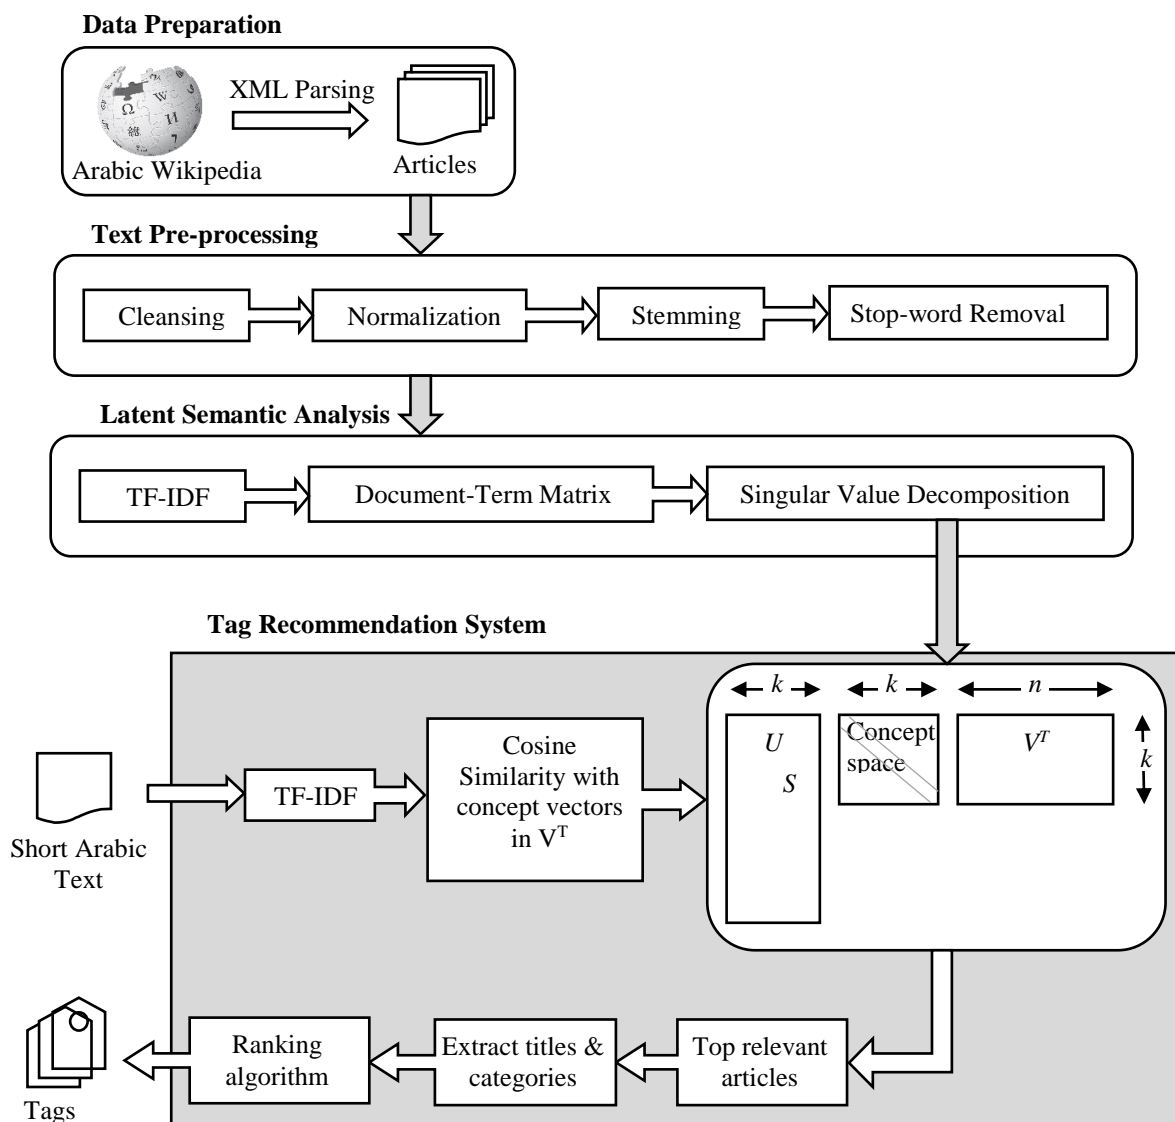 Data Preparation
XML Parsing
Ω W И 維
Arabic Wikipedia
Articles
Text Pre-processing
Cleansing
Normalization
Stemming
Stop-word Removal
Latent Semantic Analysis
TF-IDF
Document-Term Matrix
Singular Value Decomposition
Tag Recommendation System
k
k
n
U
S
Concept
space
V^T
k
Short Arabic
Text
TF-IDF
Cosine
Similarity with
concept vectors
in V^T
Tags
Ranking
algorithm
Extract titles &
categories
Top relevant
articles